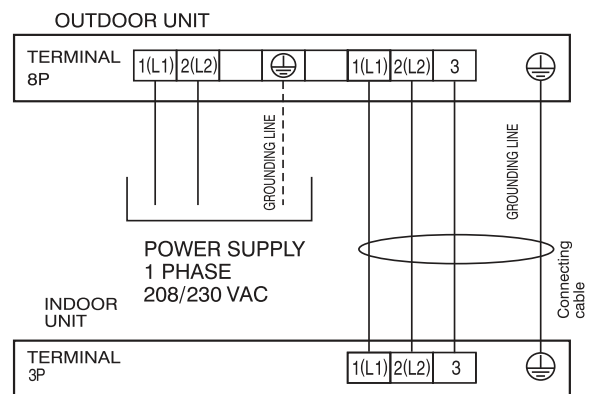 OUTDOOR UNIT
TERMINAL
8P
1(L1) 2(L2) 1(L1) 2(L2) 3
GROUNDING LINE
GROUNDING LINE
POWER SUPPLY
1 PHASE
208/230 VAC
Connecting
cable
INDOOR
UNIT
TERMINAL
3P
1(L1) 2(L2) 3